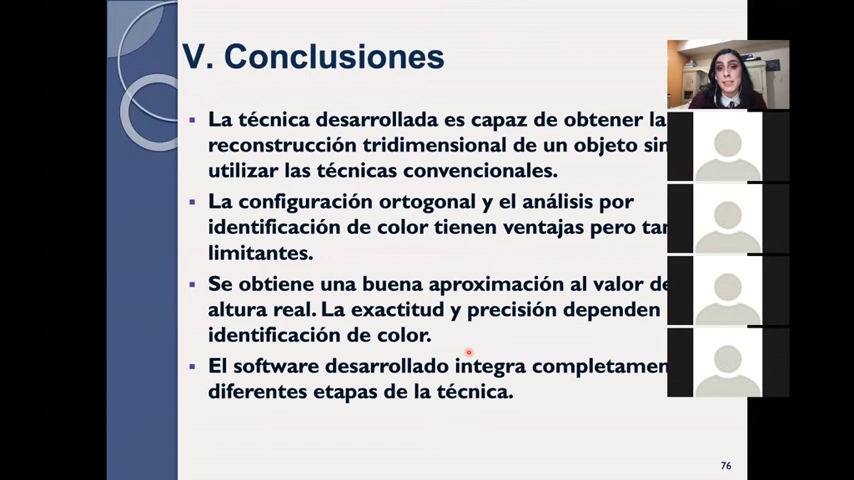 V. Conclusiones
▪ La técnica desarrollada es capaz de obtener la
reconstrucción tridimensional de un objeto sin
utilizar las técnicas convencionales.
▪ La configuración ortogonal y el análisis por
identificación de color tienen ventajas pero
limitantes.
▪ Se obtiene una buena aproximación al valor de
altura real. La exactitud y precisión dependen
identificación de color.
▪ El software desarrollado integra
diferentes etapas de la técnica.
76